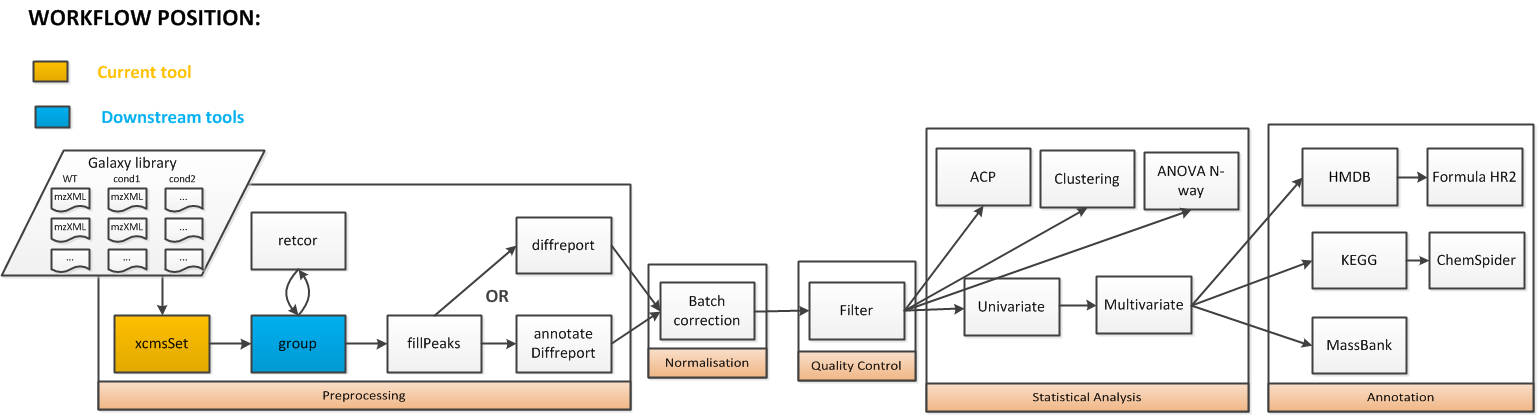 WORKFLOW POSITION:
Current tool
Downstream tools
Galaxy library
WT cond1 cond2
mzXML mzXML ...
mzXML mzXML ...
... ... ...
xcmsSet
retcor
group
fillPeaks
OR
diffreport
annotate
Diffreport
Preprocessing
Batch
correction
Normalisation
Filter
Quality Control
ACP
Clustering
ANOVA N-
way
Univariate
Multivariate
Statistical Analysis
HMDB
Formula HR2
KEGG
ChemSpider
MassBank
Annotation